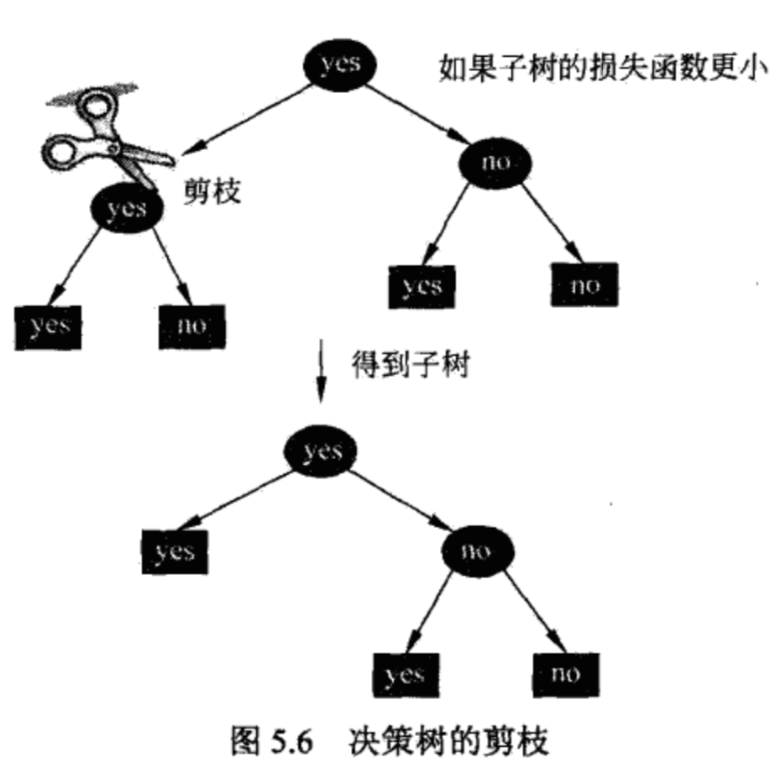 yes
如果子树的损失函数更小
no
剪枝
yes
yes
no
yes
no
得到子树
yes
yes
no
yes
no
图 5.6 决策树的剪枝